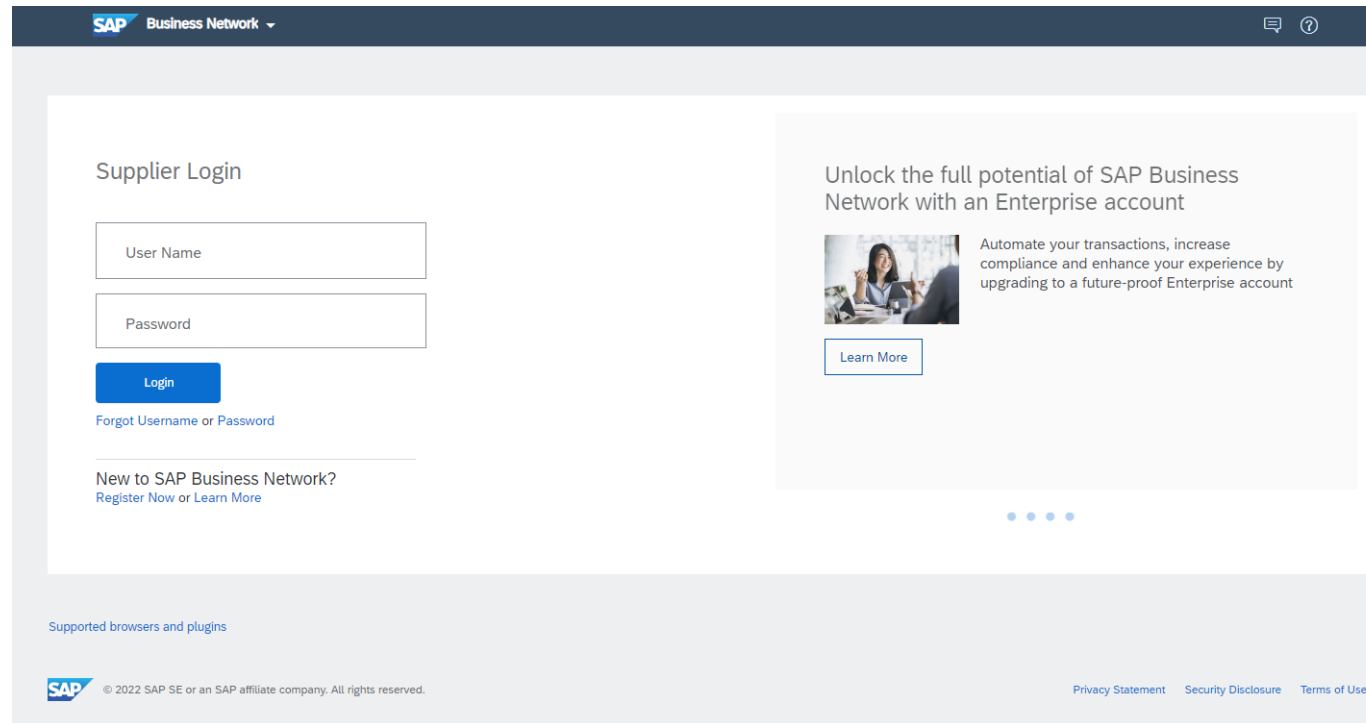 SAP Business Network
Supplier Login
User Name
Password
Login
Forgot Username or Password
New to SAP Business Network?
Register Now or Learn More
Unlock the full potential of SAP Business
Network with an Enterprise account
Automate your transactions, increase
compliance and enhance your experience by
upgrading to a future-proof Enterprise account
Learn More
Supported browsers and plugins
SAP © 2022 SAP SE or an SAP affiliate company. All rights reserved.
Privacy Statement Security Disclosure Terms of Use